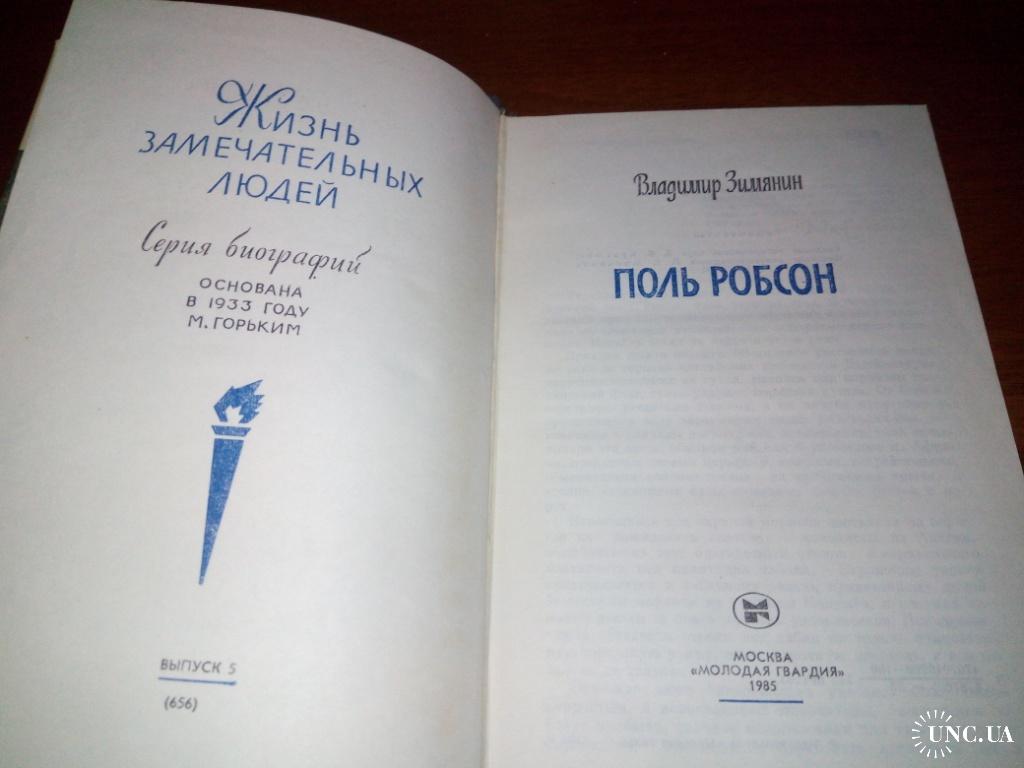 Жизнь
ЗАМЕЧАТЕЛЬНЫХ
ЛЮДЕЙ
Серия биографий
ОСНОВАНА
В 1933 ГОДУ
М. ГОРЬКИМ
ВЫПУСК 5
(656)
Владимир Зимянин
ПОЛЬ РОБСОН
МОСКВА
«МОЛОДАЯ ГВАРДИЯ»
1985
UNC.UA